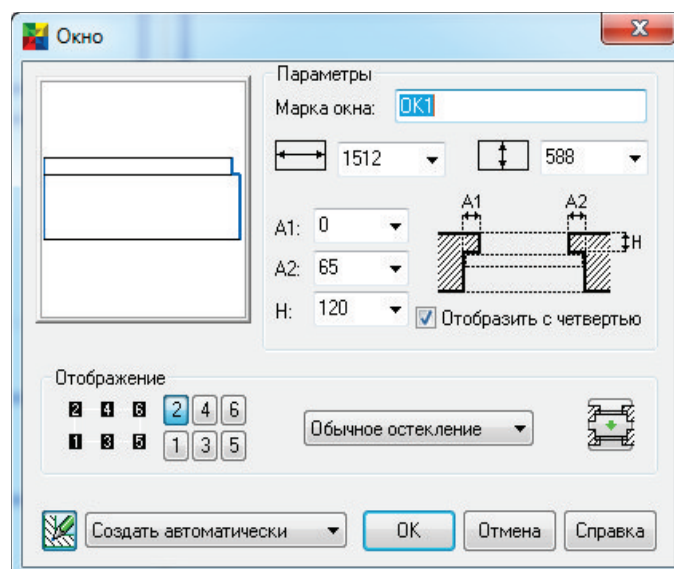 Окно
Параметры
Марка окна: ОК1
1512 588
A1 A2
A1: 0
H
A2: 65
H: 120
Отобразить с четвертью
Отображение
2 4 6 2 4 6
1 3 5 1 3 5
Обычное остекление
Создать автоматически OK Отмена Справка